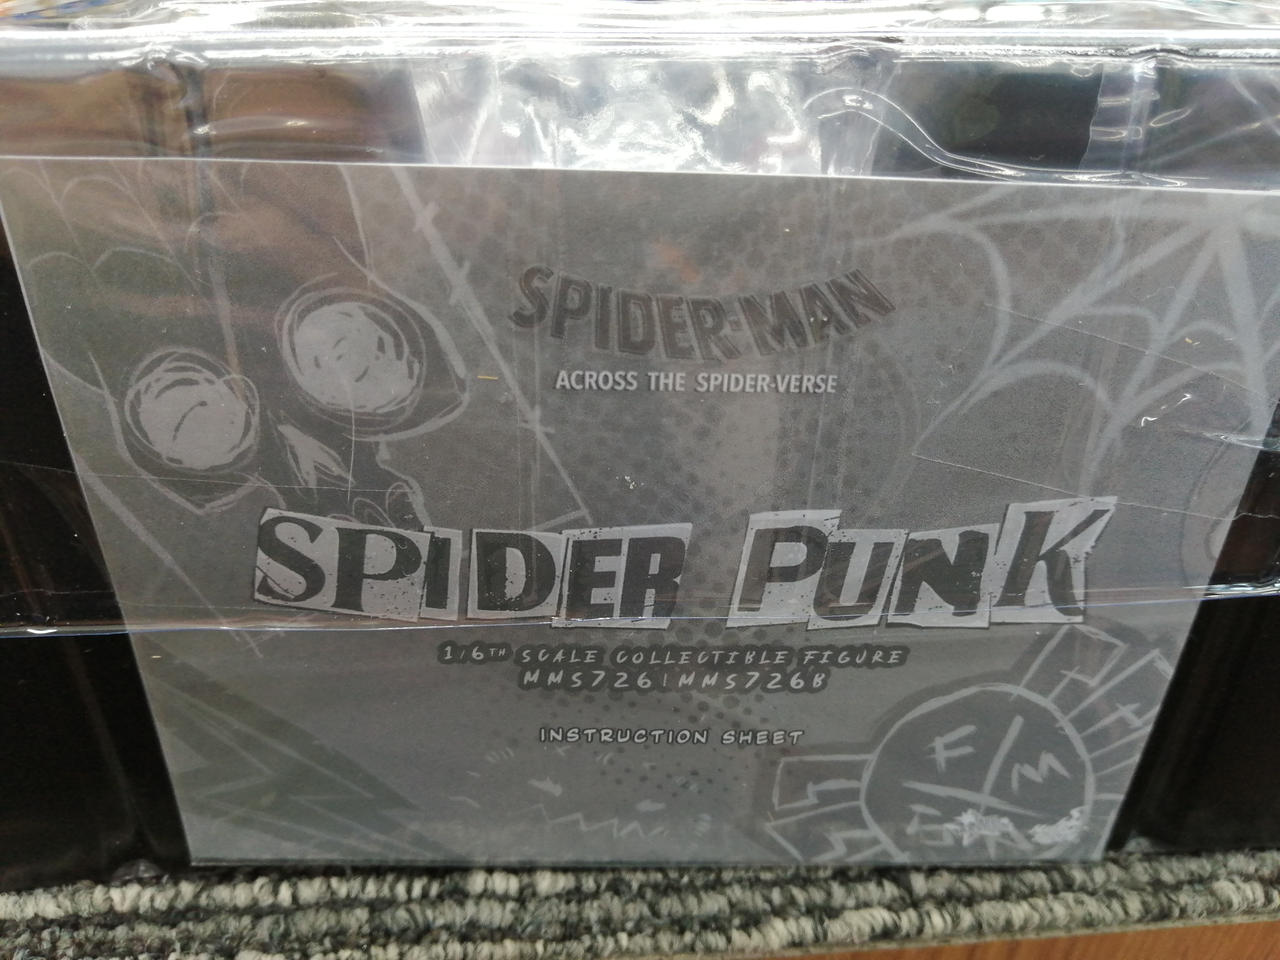 SPIDER-MAN
ACROSS THE SPIDER-VERSE
SPIDER PUNK
1/6TH SCALE COLLECTIBLE FIGURE
MMS726|MMS726B
INSTRUCTION SHEET
F
M